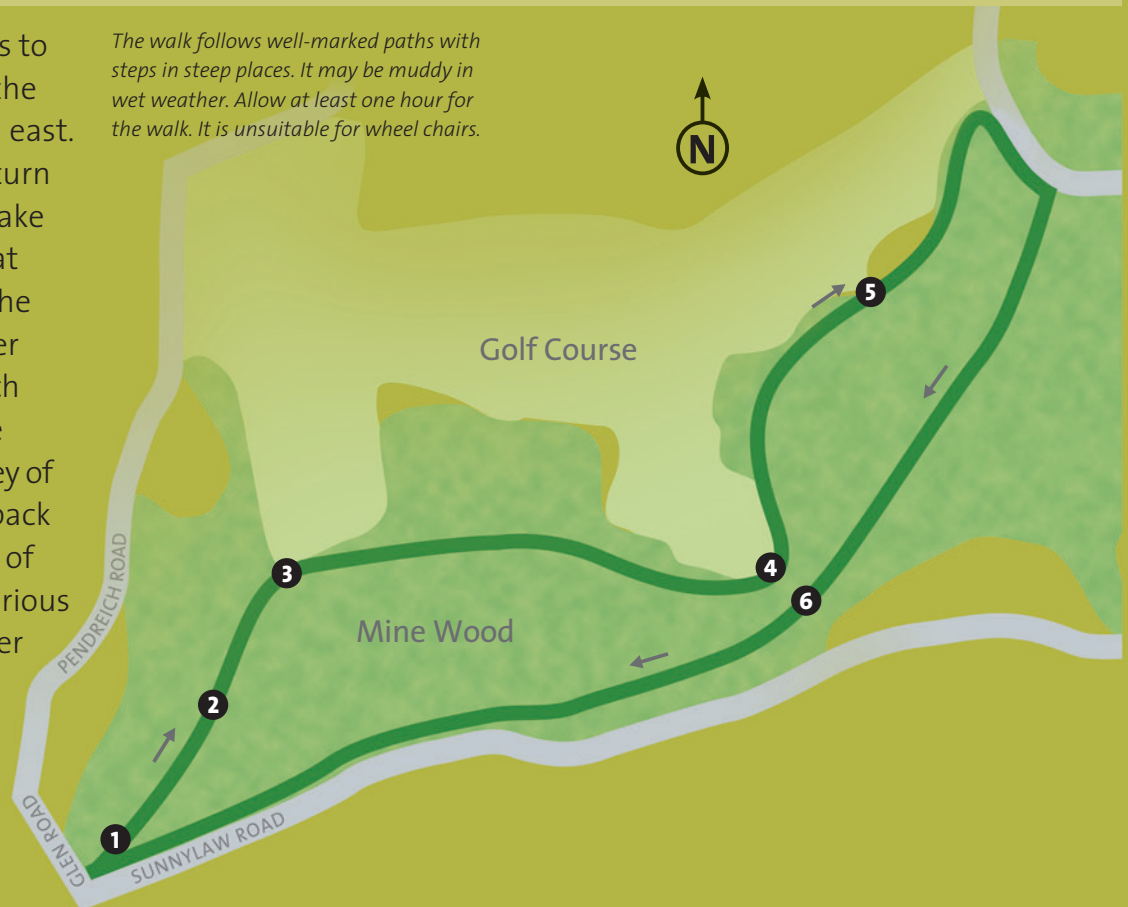 s to
the
east.
turn
ake
at
he
er
ch
e
ey of
back
of
rious
er
The walk follows well-marked paths with
steps in steep places. It may be muddy in
wet weather. Allow at least one hour for
the walk. It is unsuitable for wheel chairs.
N
Golf Course
5
PENDREICH ROAD
3
4
6
Mine Wood
2
1
GLEN ROAD
SUNNYLAW ROAD